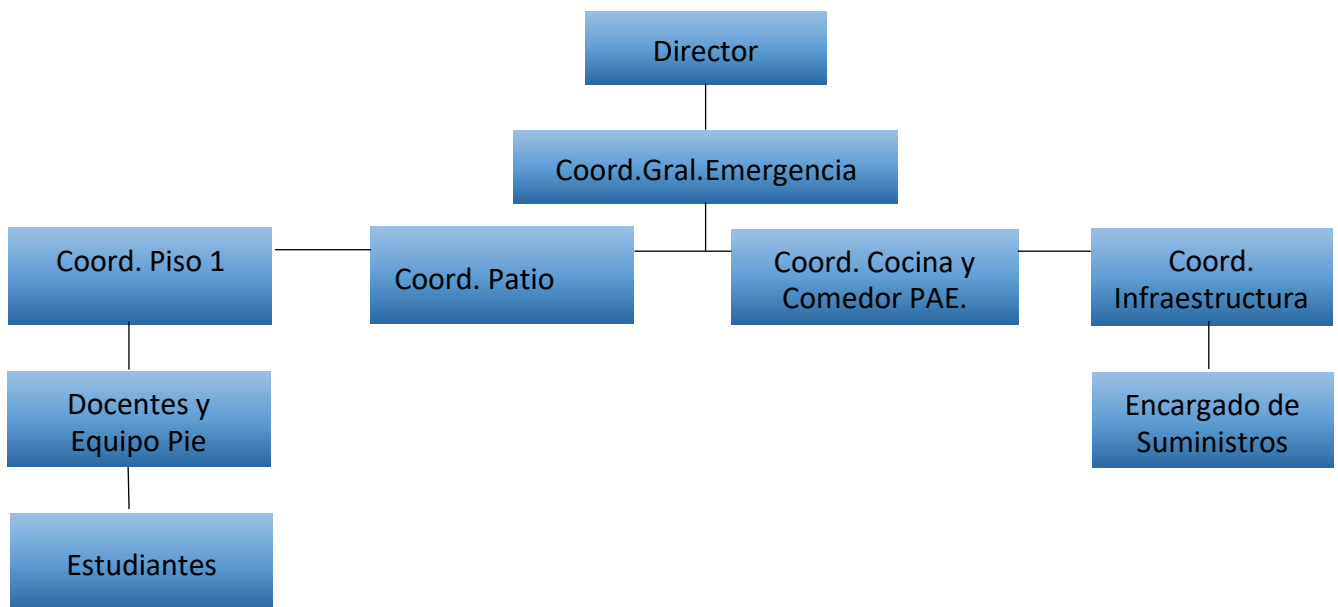 Director
Coord.Gral.Emergencia
Coord. Piso 1
Coord. Patio
Coord. Cocina y
Comedor PAE.
Coord.
Infraestructura
Docentes y
Equipo Pie
Encargado de
Suministros
Estudiantes